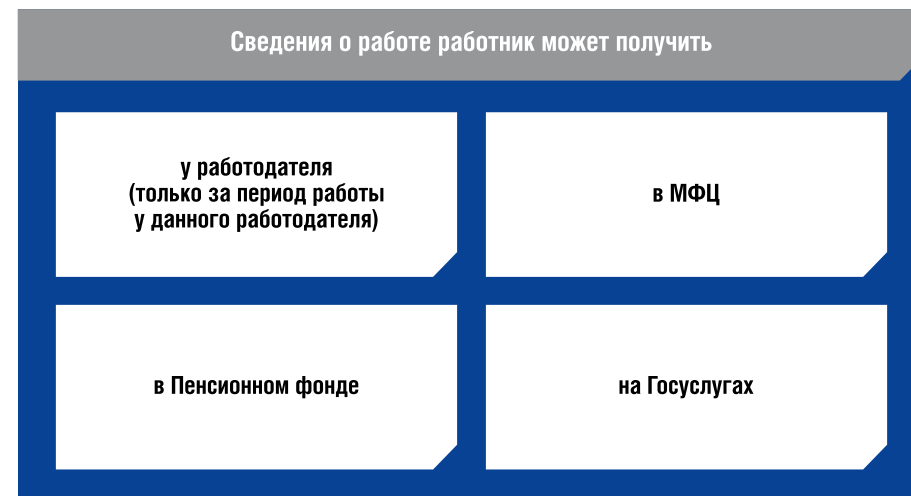 Сведения о работе работник может получить
у работодателя
(только за период работы
у данного работодателя)
в МФЦ
в Пенсионном фонде
на Госуслугах